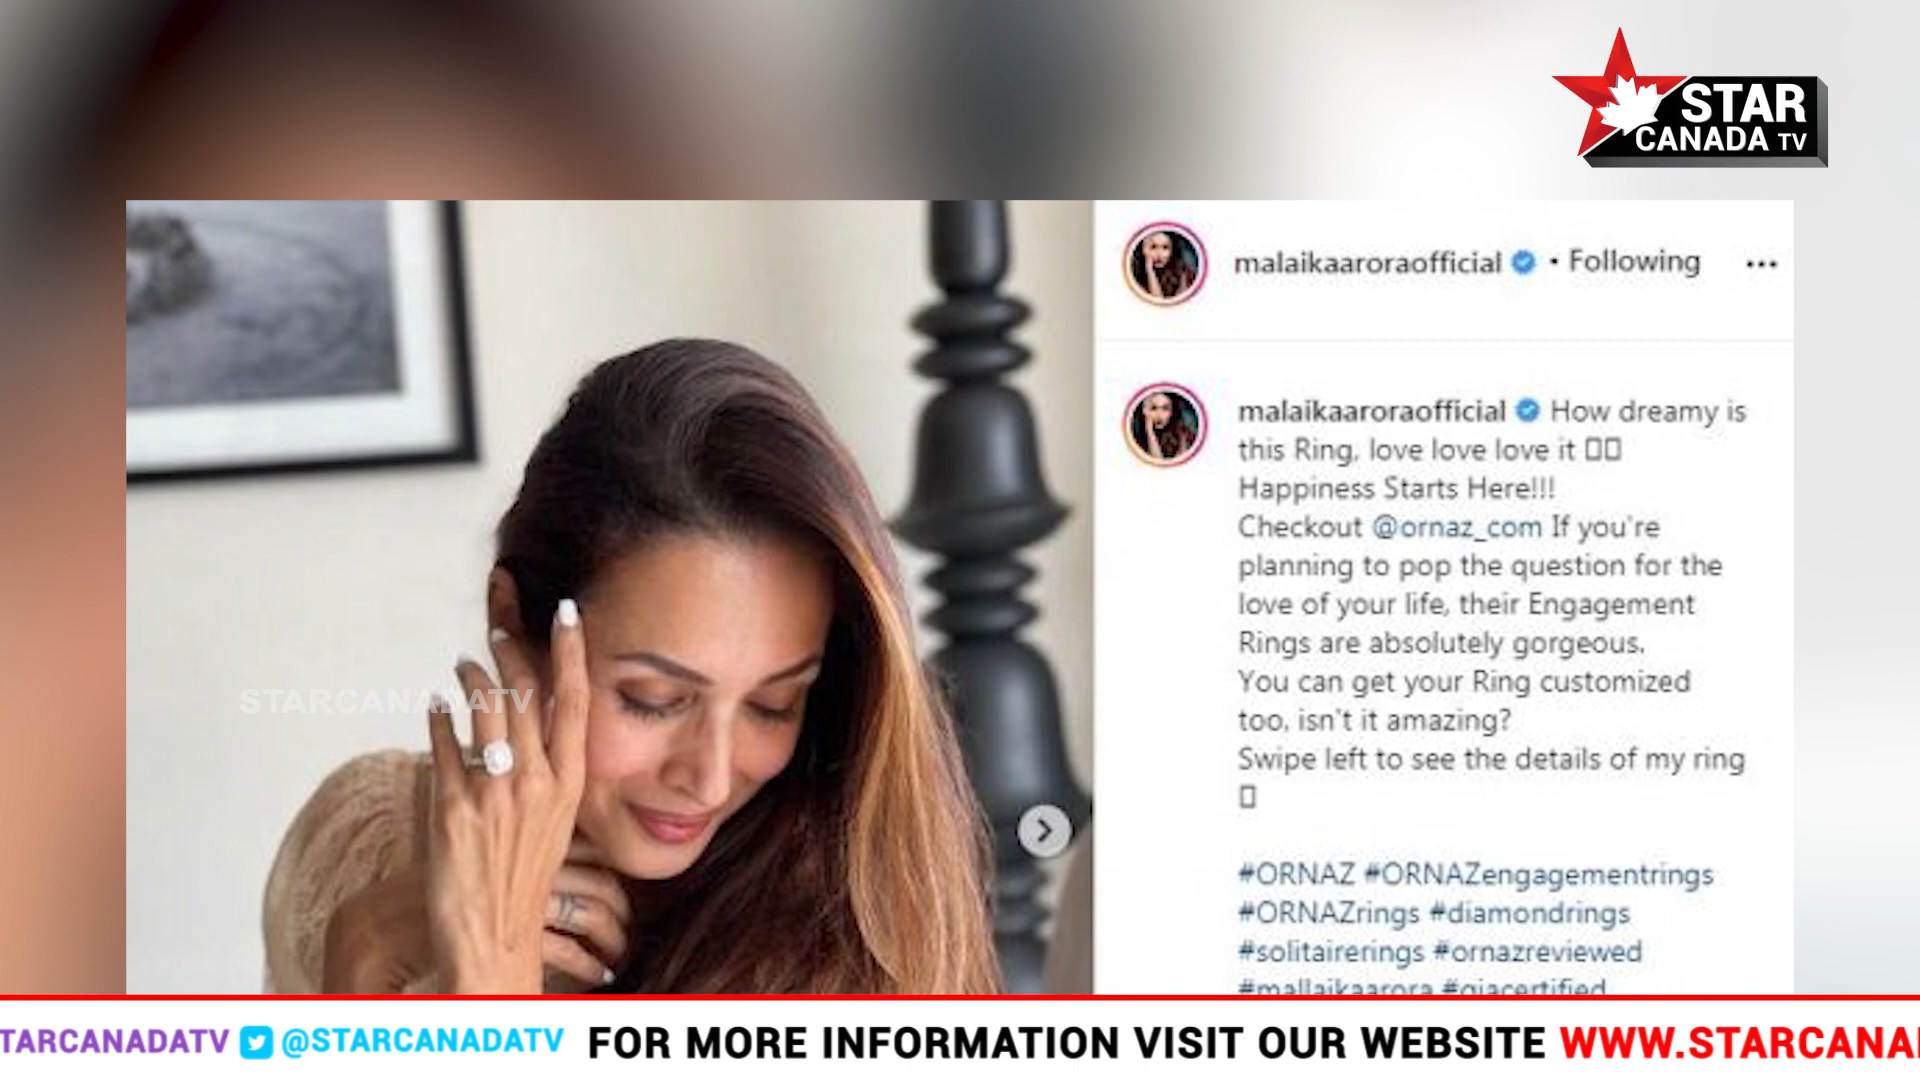 STAR
CANADA TV
malaikaaroraofficial • Following
malaikaaroraofficial How dreamy is
this Ring, love love love it
Happiness Starts Here!!!
Checkout @ornaz_com If you're
planning to pop the question for the
love of your life, their Engagement
Rings are absolutely gorgeous.
You can get your Ring customized
too, isn't it amazing?
Swipe left to see the details of my ring
#ORNAZ #ORNAZengagementrings
#ORNAZrings #diamondrings
#solitairerings #ornazreviewed
#mallaikaarora #giacertified
STARCANADATV
TARCANADATV @STARCANADATV FOR MORE INFORMATION VISIT OUR WEBSITE WWW.STARCANA